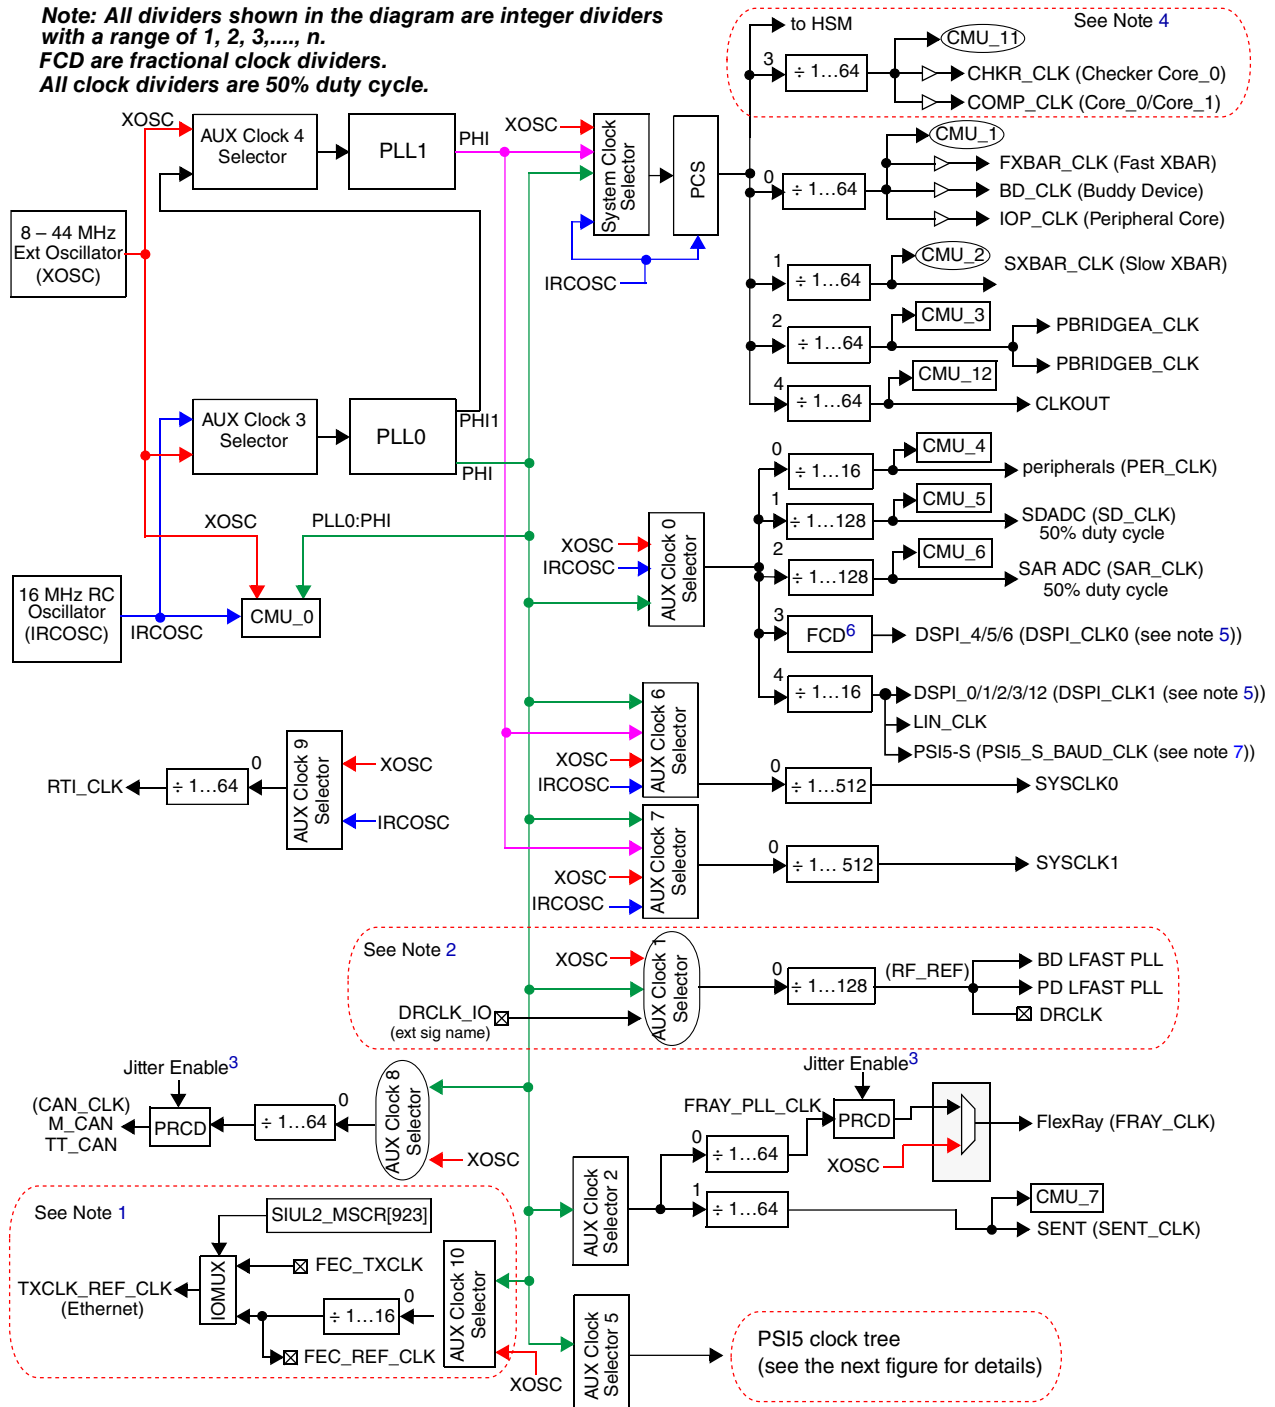 Note: All dividers shown in the diagram are integer dividers
with a range of 1, 2, 3,...., n.
FCD are fractional clock dividers.
All clock dividers are 50% duty cycle.
to HSM
See Note 4
CMU_11
3
÷ 1...64
CHKR_CLK (Checker Core_0)
COMP_CLK (Core_0/Core_1)
XOSC
AUX Clock 4
Selector
PLL1
PHI
XOSC
System Clock
Selector
PCS
IRCOSC
CMU_1
0
÷ 1...64
FXBAR_CLK (Fast XBAR)
BD_CLK (Buddy Device)
IOP_CLK (Peripheral Core)
8 – 44 MHz
Ext Oscillator
(XOSC)
CMU_2
1
÷ 1...64
SXBAR_CLK (Slow XBAR)
CMU_3
2
÷ 1...64
PBRIDGEA_CLK
PBRIDGEB_CLK
CMU_12
4
÷ 1...64
CLKOUT
AUX Clock 3
Selector
PLL0
PHI1
PHI
0
÷ 1...16
CMU_4
peripherals (PER_CLK)
1
÷ 1...128
CMU_5
SDADC (SD_CLK)
50% duty cycle
XOSC
PLL0:PHI
XOSC
IRCOSC
AUX Clock 0
Selector
2
÷ 1...128
CMU_6
SAR ADC (SAR_CLK)
50% duty cycle
16 MHz RC
Oscillator
(IRCOSC)
IRCOSC
CMU_0
3
FCD6
DSPI_4/5/6 (DSPI_CLK0 (see note 5))
4
÷ 1...16
DSPI_0/1/2/3/12 (DSPI_CLK1 (see note 5))
LIN_CLK
PSI5-S (PSI5_S_BAUD_CLK (see note 7))
RTI_CLK
÷ 1...64
0
AUX Clock 9
Selector
XOSC
IRCOSC
XOSC
IRCOSC
AUX Clock 6
Selector
0
÷ 1...512
SYSCLK0
XOSC
IRCOSC
AUX Clock 7
Selector
0
÷ 1... 512
SYSCLK1
See Note 2
XOSC
DRCLK_IO
(ext sig name)
AUX Clock 1
Selector
0
÷ 1...128
(RF_REF)
BD LFAST PLL
PD LFAST PLL
DRCLK
Jitter Enable3
(CAN_CLK)
M_CAN
TT_CAN
PRCD
÷ 1...64
0
AUX Clock 8
Selector
XOSC
Jitter Enable3
FRAY_PLL_CLK
PRCD
0
÷ 1...64
XOSC
FlexRay (FRAY_CLK)
AUX Clock
Selector 2
1
÷ 1...64
CMU_7
SENT (SENT_CLK)
See Note 1
SIUL2_MSCR[923]
FEC_TXCLK
TXCLK_REF_CLK
(Ethernet)
IOMUX
÷ 1...16
0
FEC_REF_CLK
AUX Clock 10
Selector
XOSC
AUX Clock
Selector 5
PSI5 clock tree
(see the next figure for details)